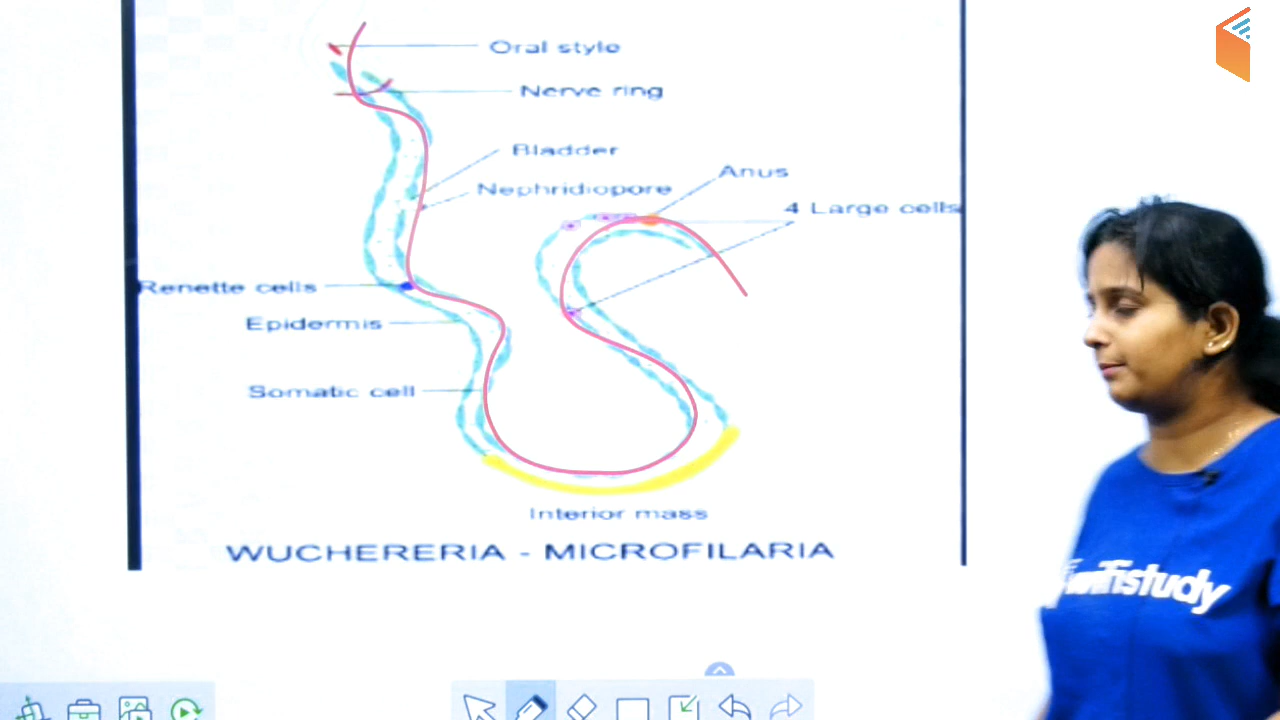 Oral style
Nerve ring
Bladder
Anus
Nephridiopore
4 Large cells
Renette cells
Epidermis
Somatic cell
Interior mass
WUCHERERIA - MICROFILARIA